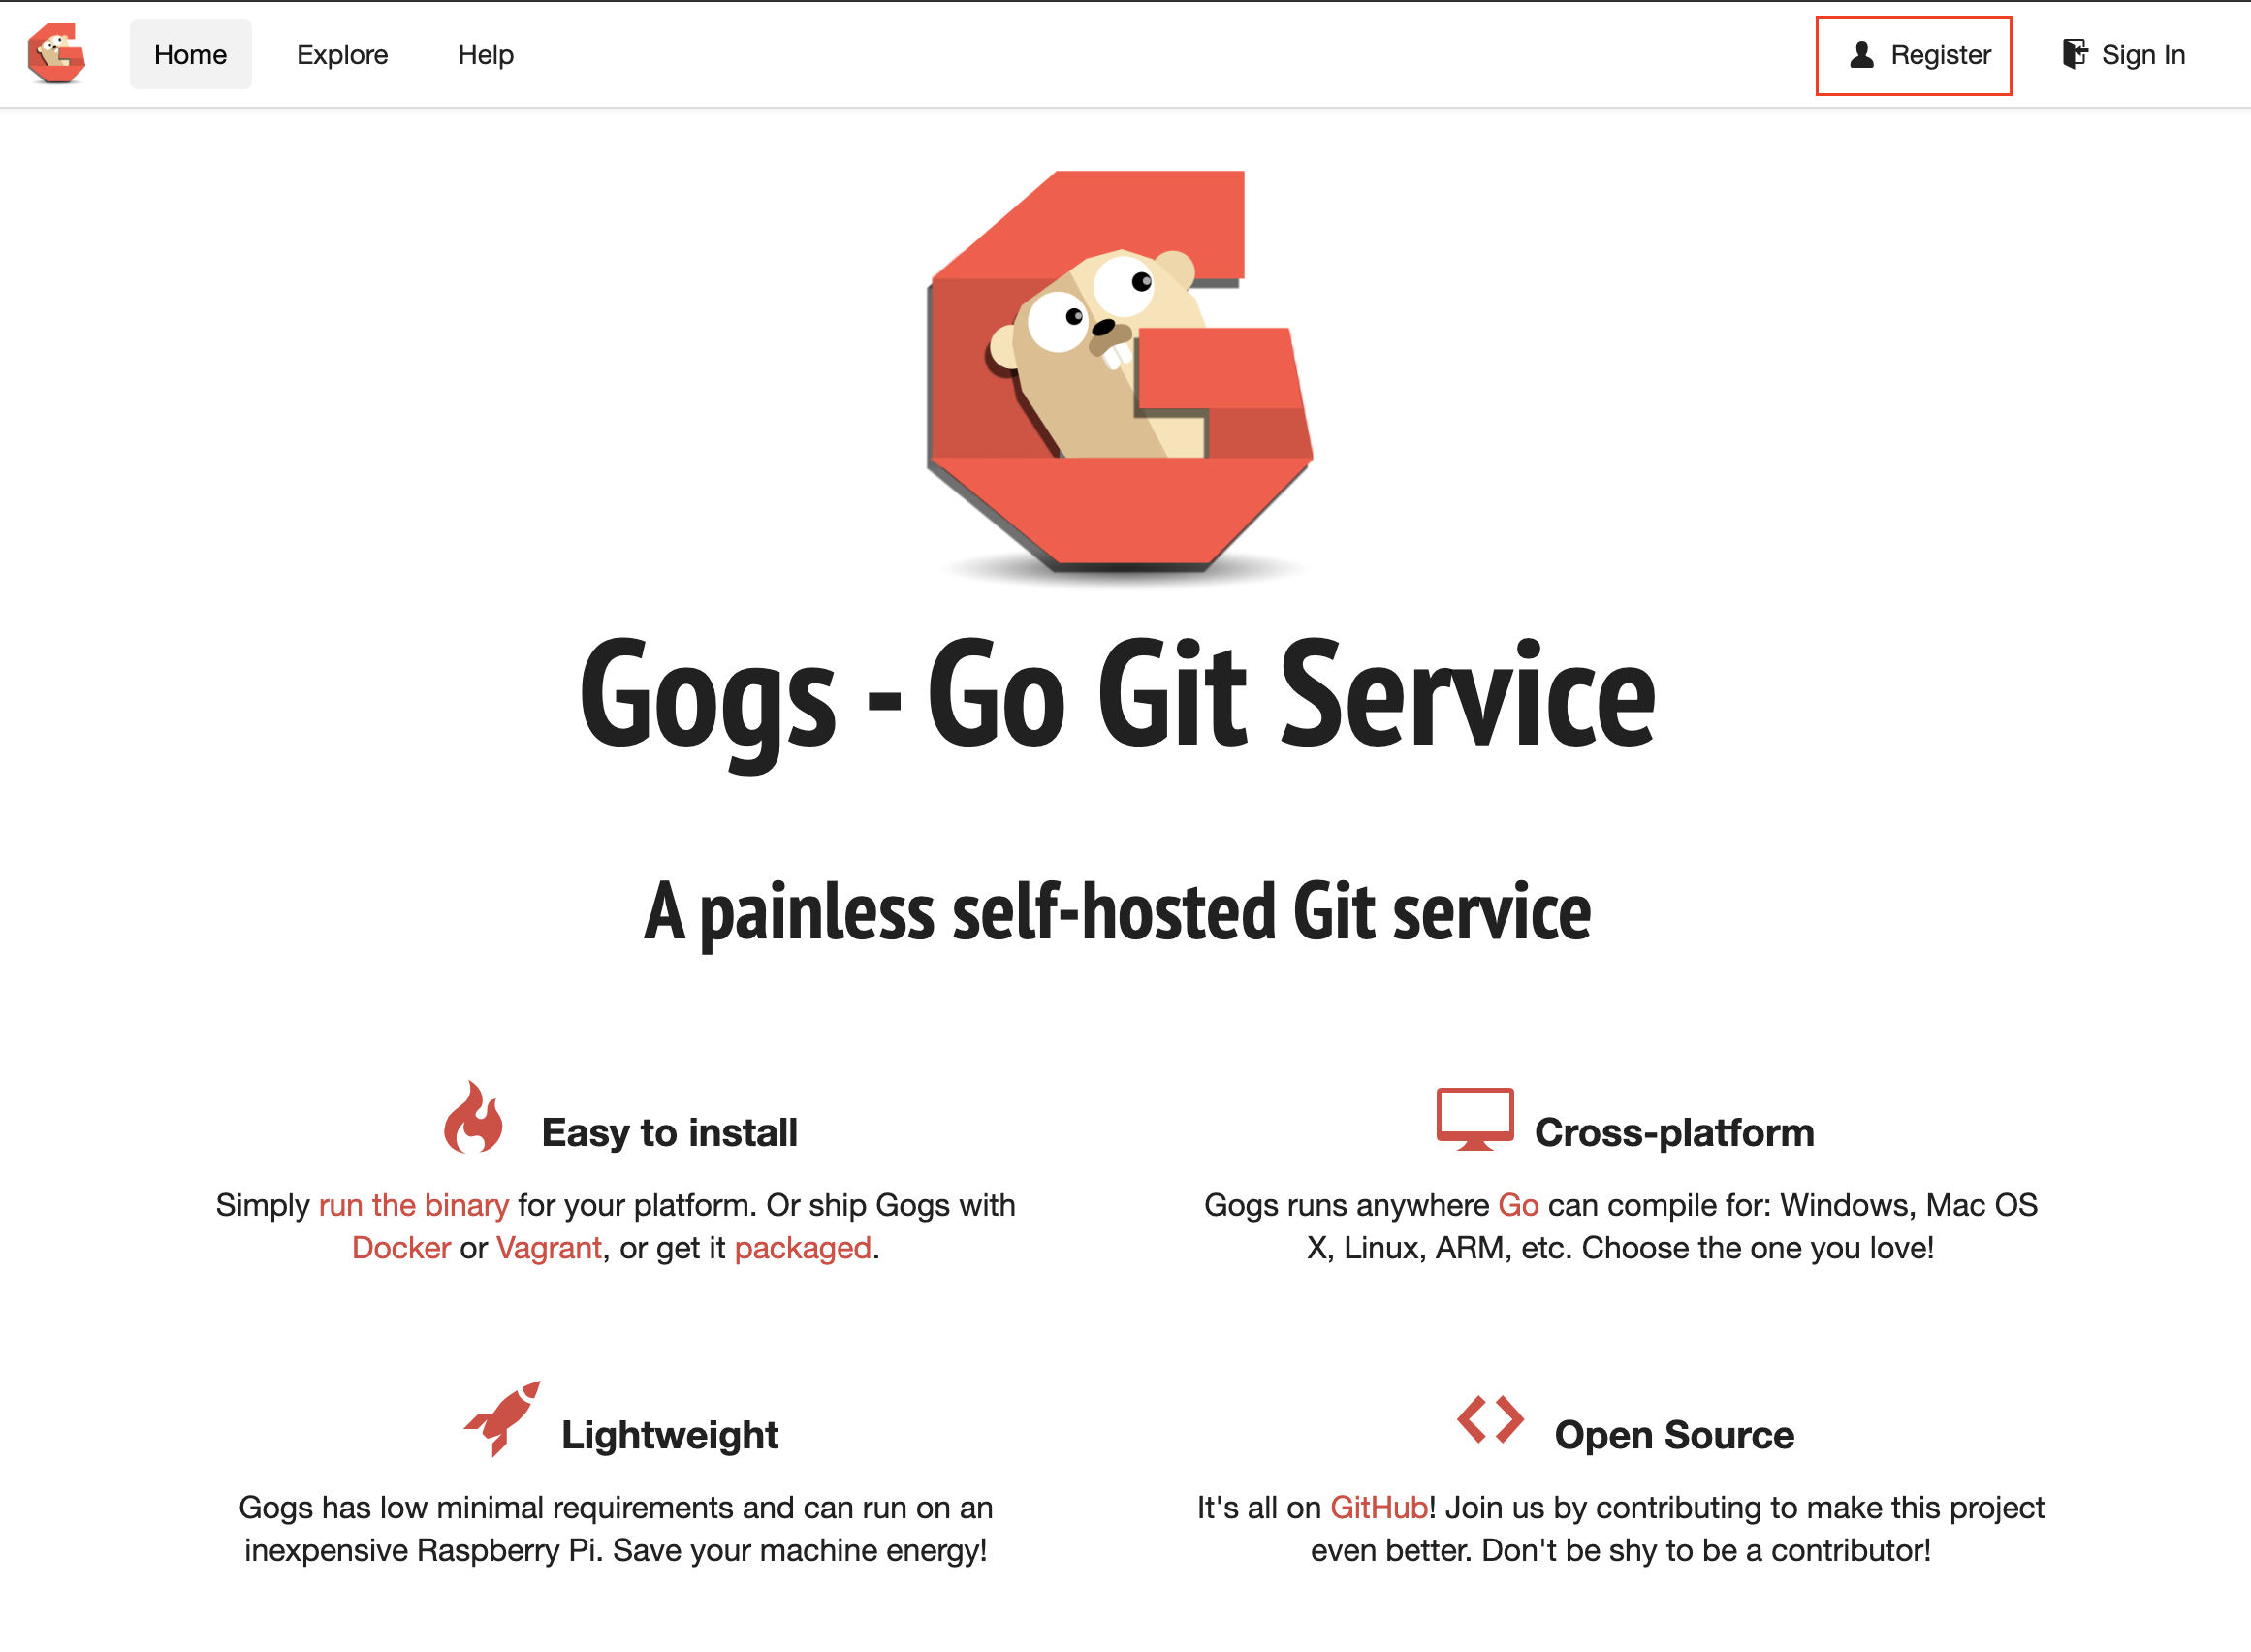 Home Explore Help Register Sign In
Gogs - Go Git Service
A painless self-hosted Git service
Easy to install
Simply run the binary for your platform. Or ship Gogs with
Docker or Vagrant, or get it packaged.
Cross-platform
Gogs runs anywhere Go can compile for: Windows, Mac OS
X, Linux, ARM, etc. Choose the one you love!
Lightweight
Gogs has low minimal requirements and can run on an
inexpensive Raspberry Pi. Save your machine energy!
Open Source
It's all on GitHub! Join us by contributing to make this project
even better. Don't be shy to be a contributor!